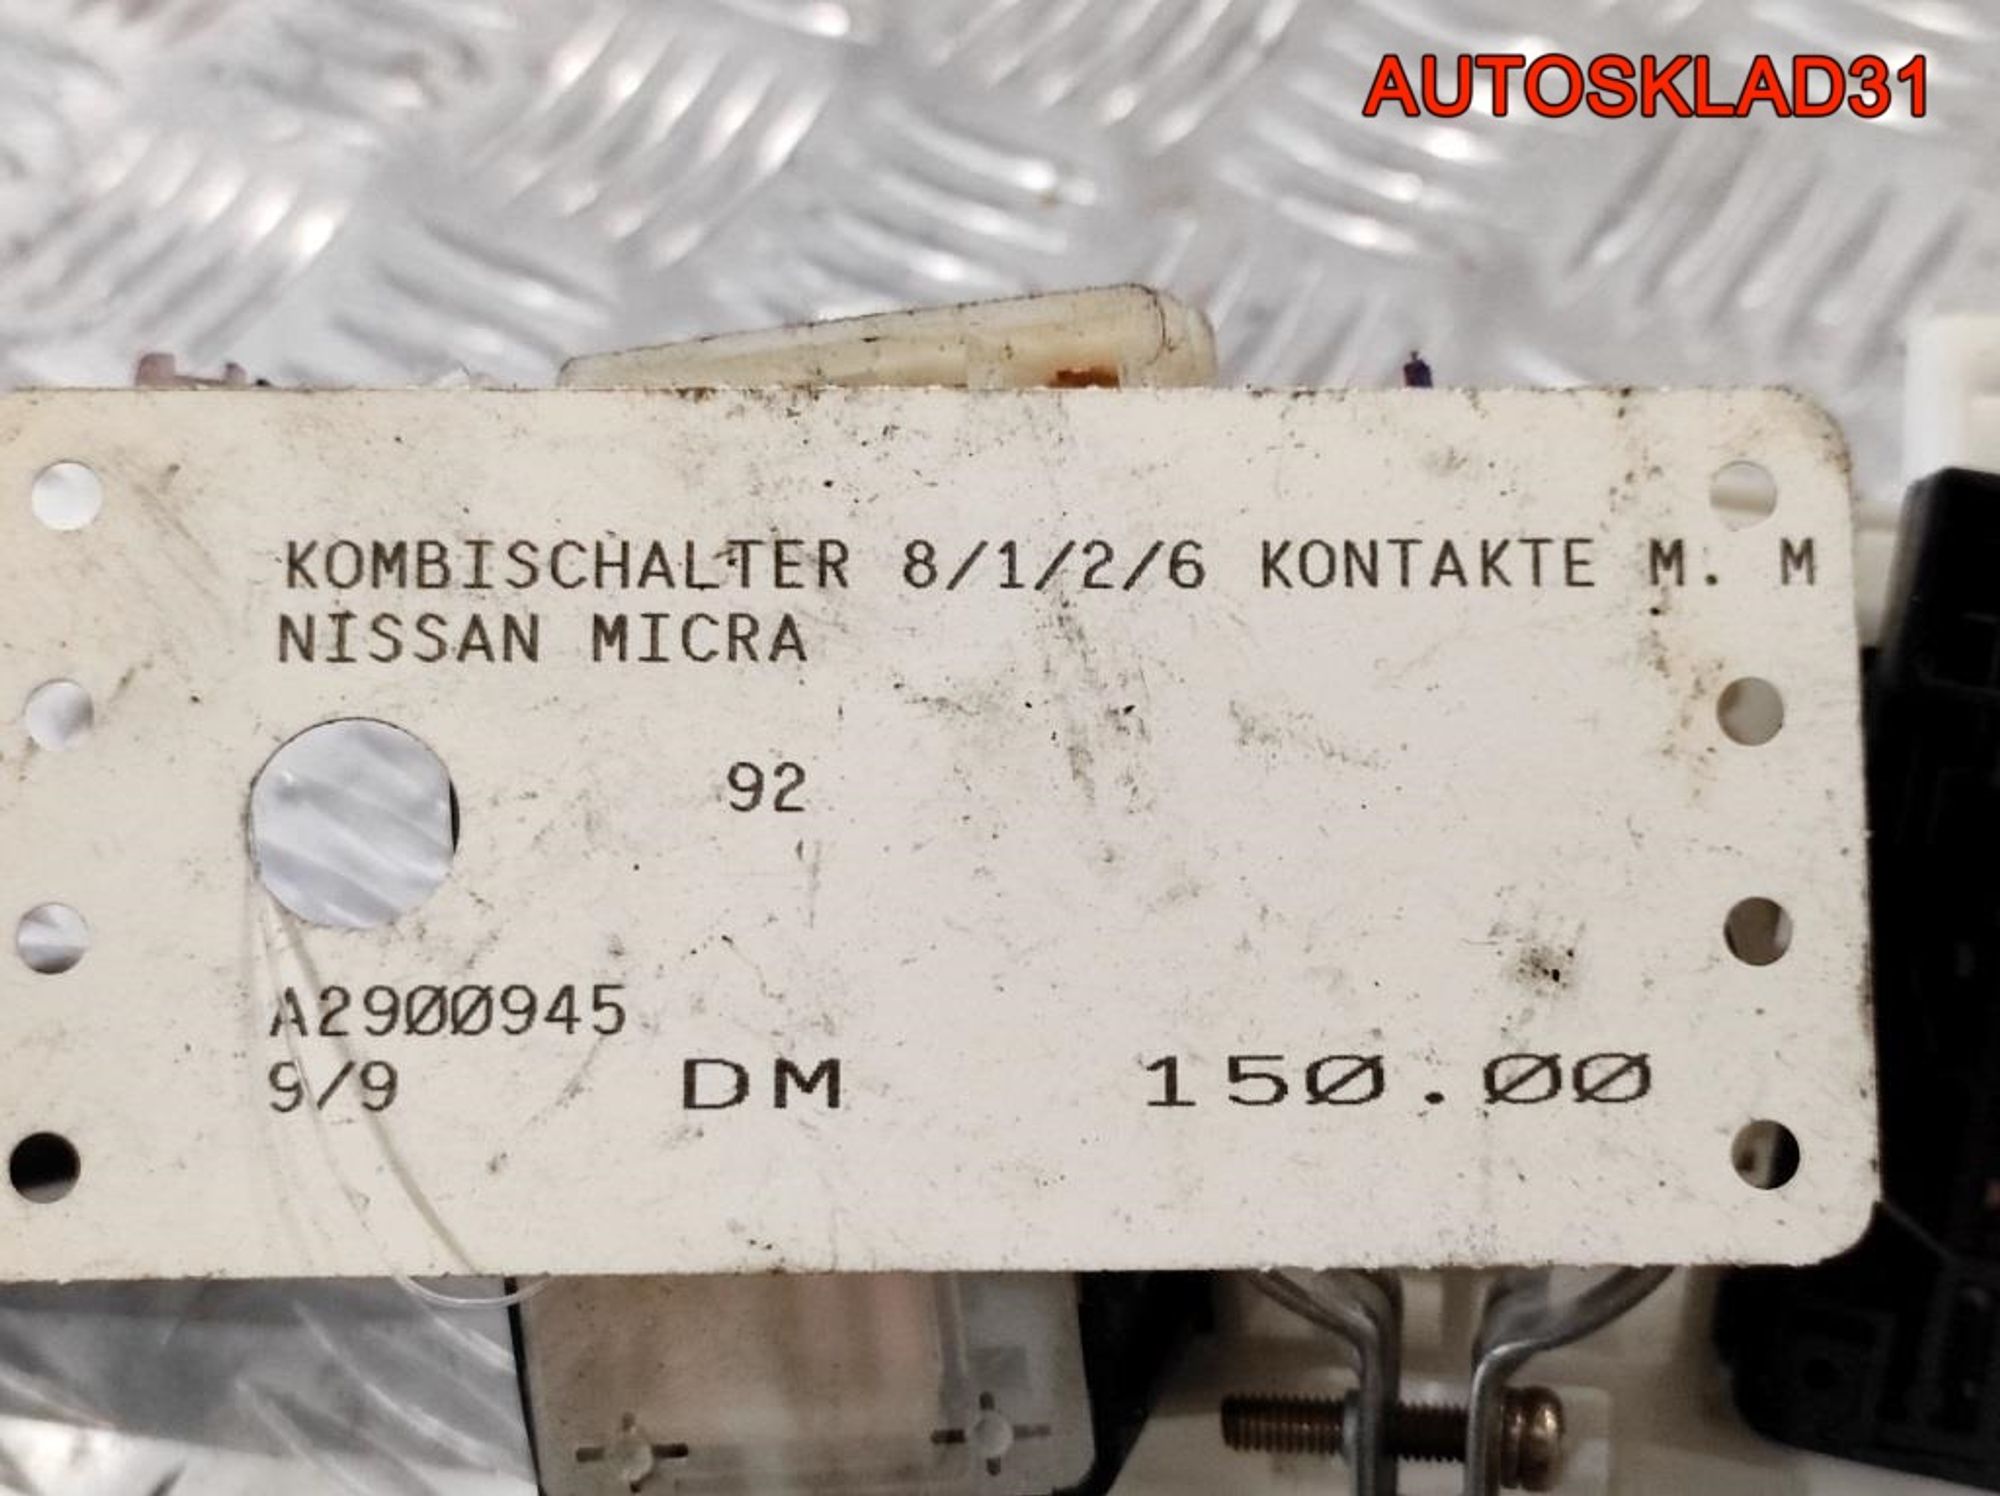 AUTOSKLAD31
KOMBISCHALTER 8/1/2/6 KONTAKTE M. M
NISSAN MICRA
92
A2900945
9/9 DM 150.00